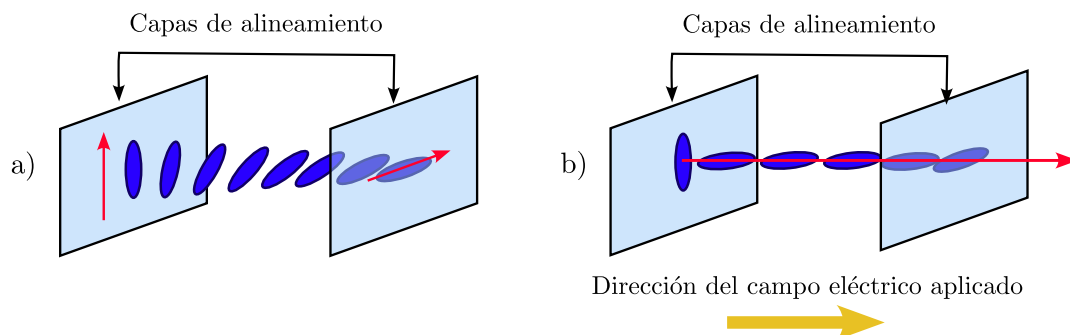 Capas de alineamiento
a)
Capas de alineamiento
b)
Dirección del campo eléctrico aplicado